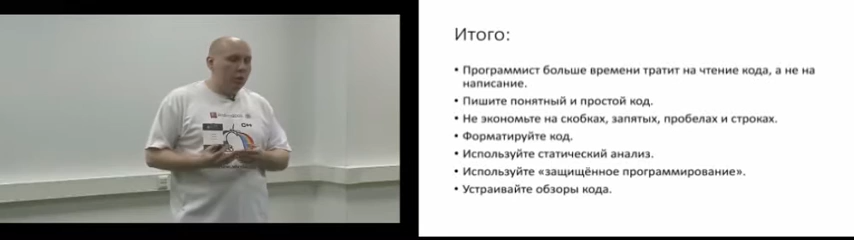 Итого:
• Программист больше времени тратит на чтение кода, а не на
написание.
• Пишите понятный и простой код.
• Не экономьте на скобках, запятых, пробелах и строках.
• Форматируйте код.
• Используйте статический анализ.
• Используйте «защищённое программирование».
• Устраивайте обзоры кода.